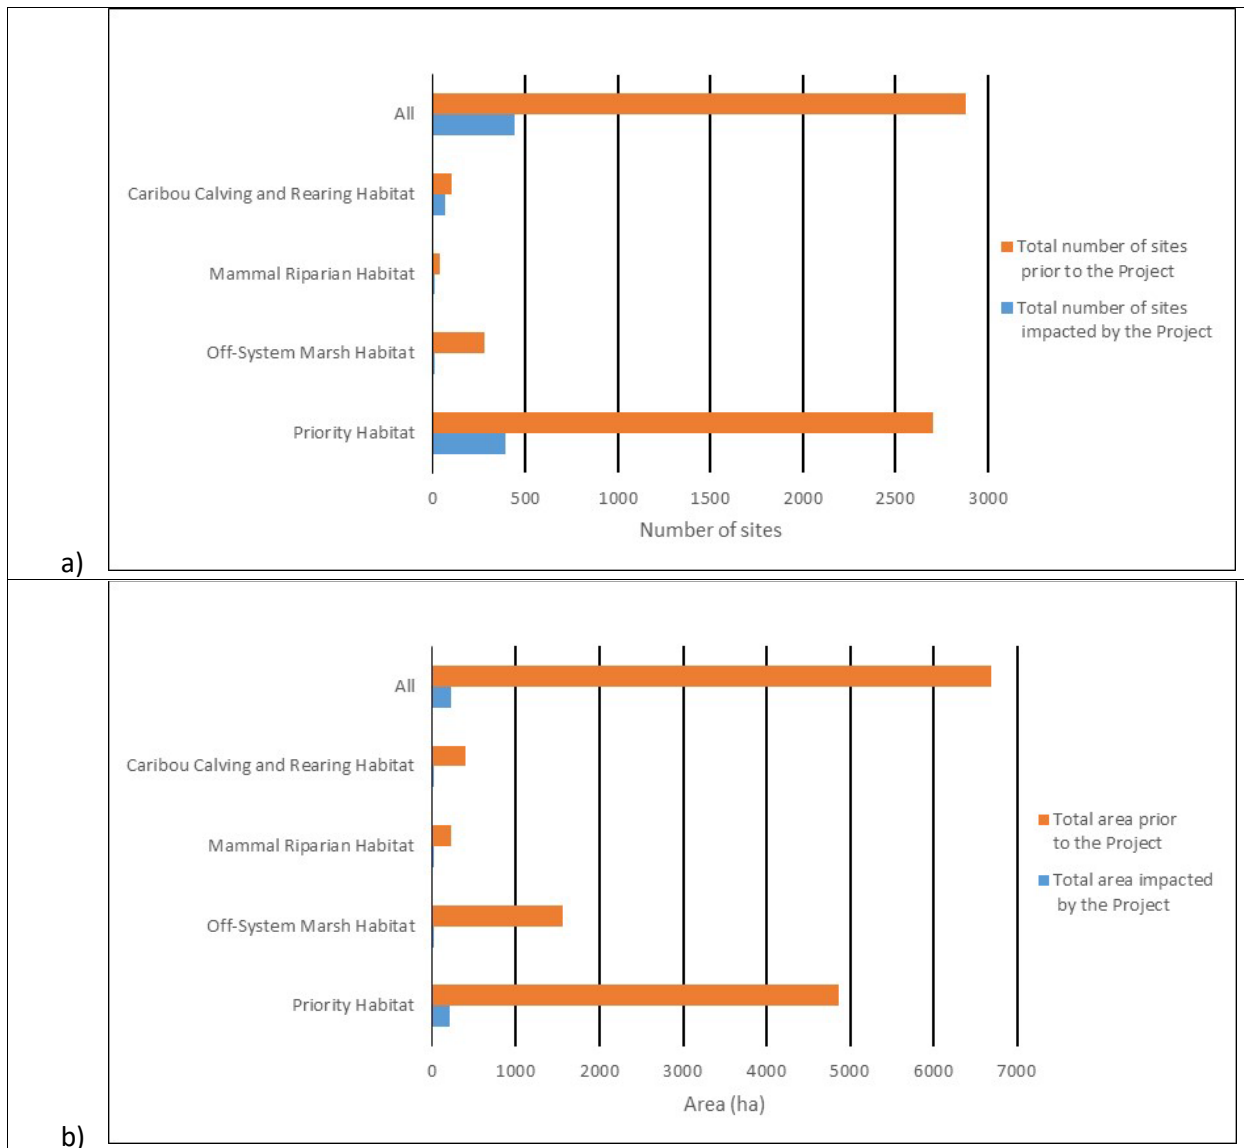 All
Caribou Calving and Rearing Habitat
Mammal Riparian Habitat
Off-System Marsh Habitat
Priority Habitat
0 500 1000 1500 2000 2500 3000
Number of sites
Total number of sites
prior to the Project
Total number of sites
impacted by the Project
a)
All
Caribou Calving and Rearing Habitat
Mammal Riparian Habitat
Off-System Marsh Habitat
Priority Habitat
0 1000 2000 3000 4000 5000 6000 7000
Area (ha)
Total area prior
to the Project
Total area impacted
by the Project
b)